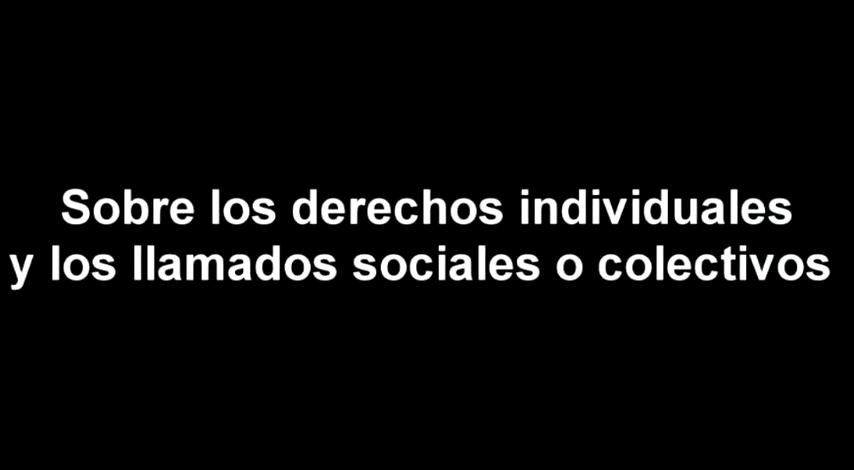 Sobre los derechos individuales
y los llamados sociales o colectivos